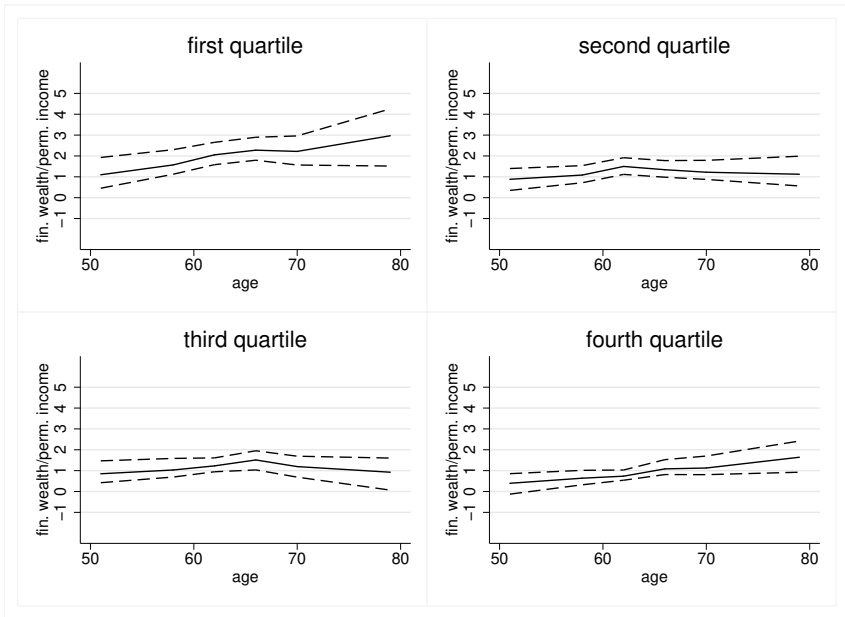 first quartile
fin. wealth/perm. income
5
4
3
2
1
0
−1
50 60 70 80
age
second quartile
fin. wealth/perm. income
5
4
3
2
1
0
−1
50 60 70 80
age
third quartile
fin. wealth/perm. income
5
4
3
2
1
0
−1
50 60 70 80
age
fourth quartile
fin. wealth/perm. income
5
4
3
2
1
0
−1
50 60 70 80
age